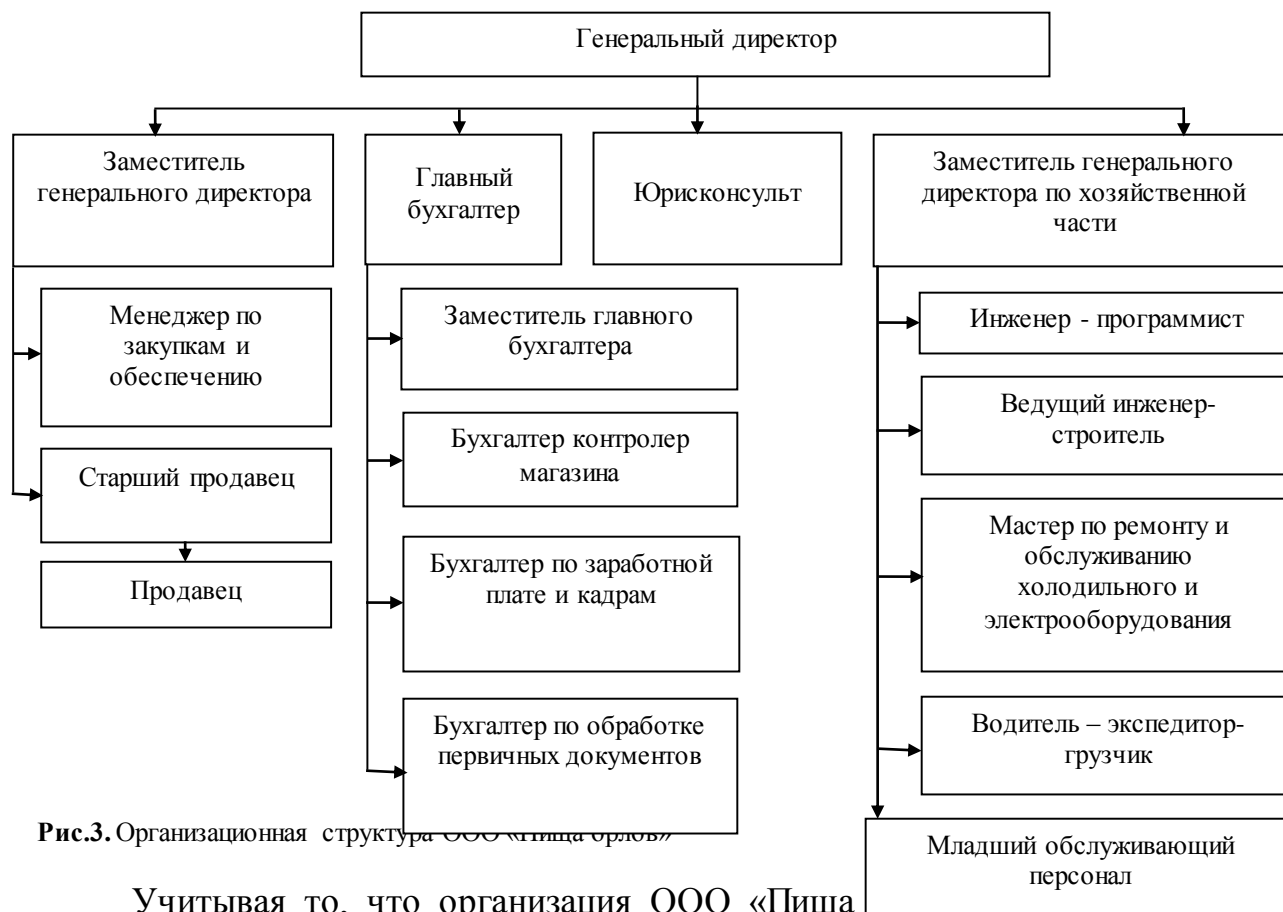 Генеральный директор
Заместитель
генерального директора
Главный
бухгалтер
Юрисконсульт
Заместитель генерального
директора по хозяйственной
части
Менеджер по
закупкам и
обеспечению
Старший продавец
Продавец
Заместитель главного
бухгалтера
Бухгалтер контролер
магазина
Бухгалтер по заработной
плате и кадрам
Бухгалтер по обработке
первичных документов
Инженер - программист
Ведущий инженер-
строитель
Мастер по ремонту и
обслуживанию
холодильного и
электрооборудования
Водитель – экспедитор-
грузчик
Младший обслуживающий
персонал
Рис.3. Организационная структура ООО «Пища орлов»
Учитывая то, что организация ООО «Пища